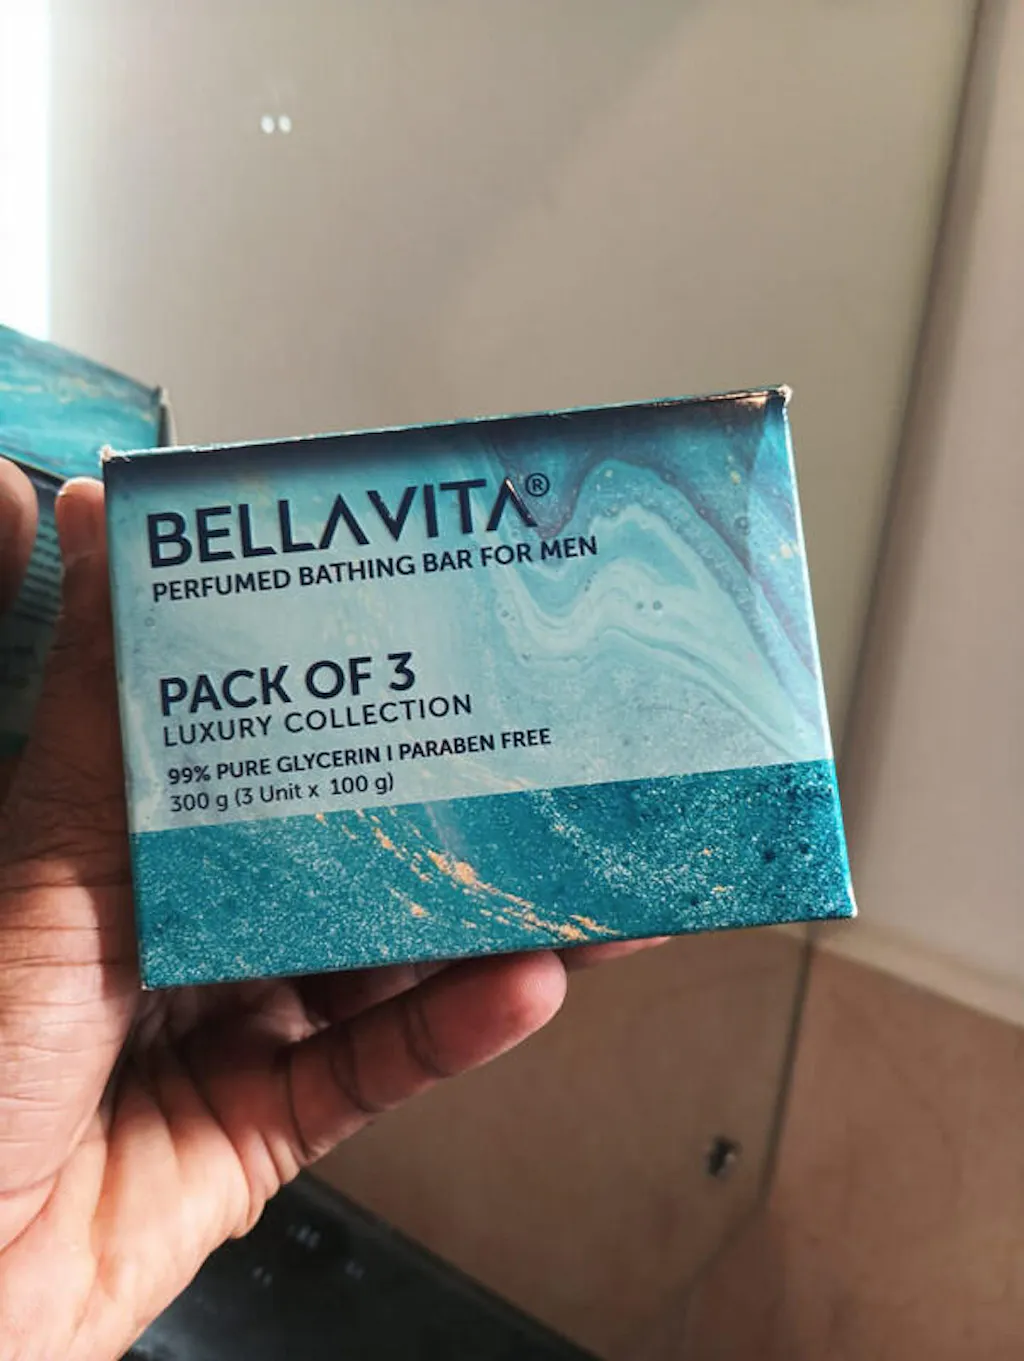 BELLAVITA®
PERFUMED BATHING BAR FOR MEN
PACK OF 3
LUXURY COLLECTION
99% PURE GLYCERIN I PARABEN FREE
300 g (3 Unit x 100 g)